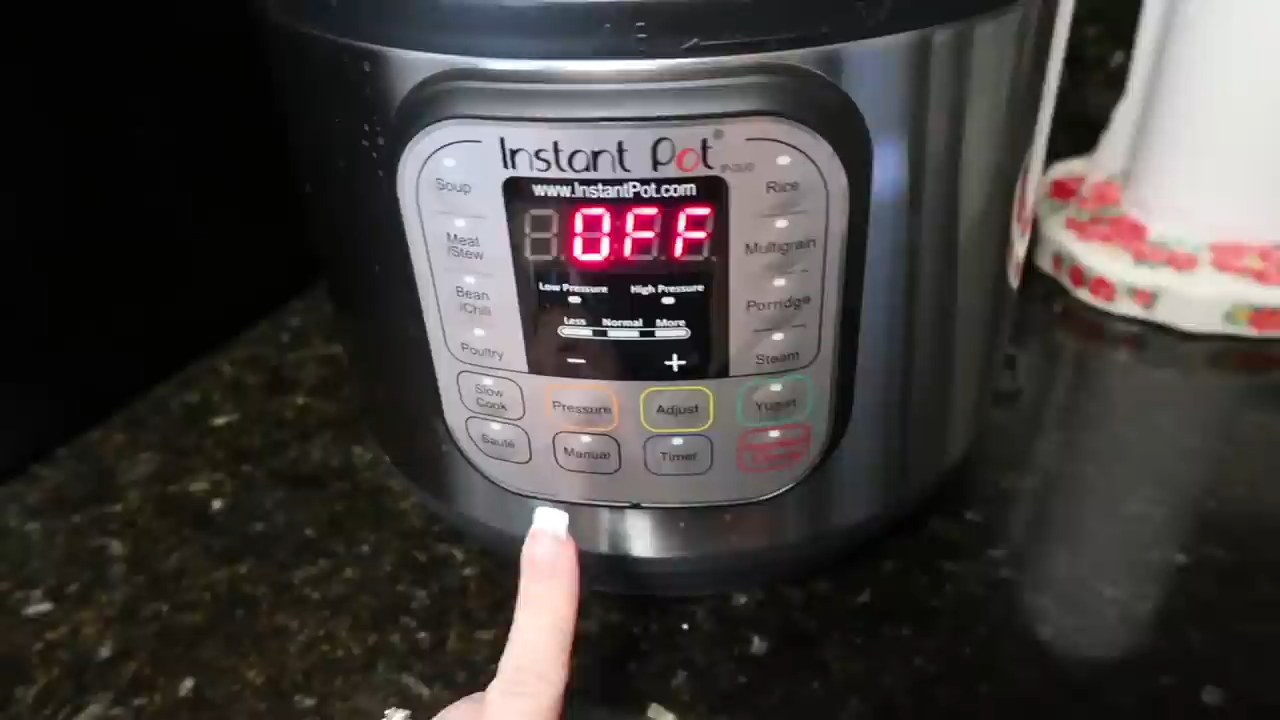 Instant Pot®
www.InstantPot.com
OFF
Low Pressure High Pressure
Less Normal More
− +
Soup
Meat
/Stew
Bean
/Chili
Poultry
Rice
Multigrain
Porridge
Steam
Slow
Cook
Pressure
Adjust
Yogurt
Sauté
Manual
Timer